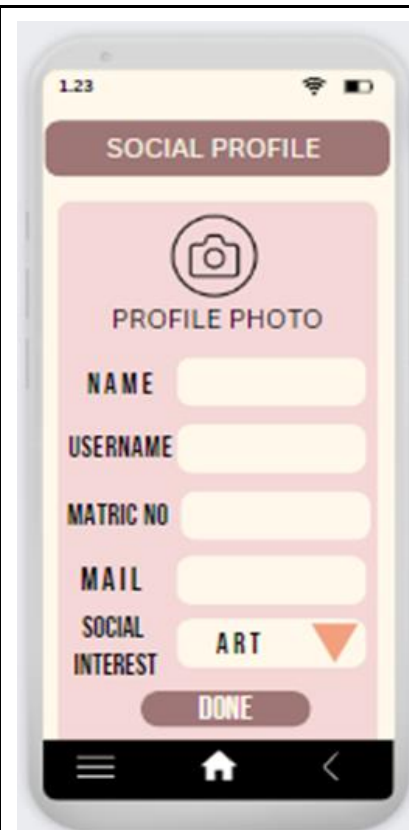 1.23
SOCIAL PROFILE
PROFILE PHOTO
NAME
USERNAME
MATRIC NO
MAIL
SOCIAL
INTEREST
ART
DONE